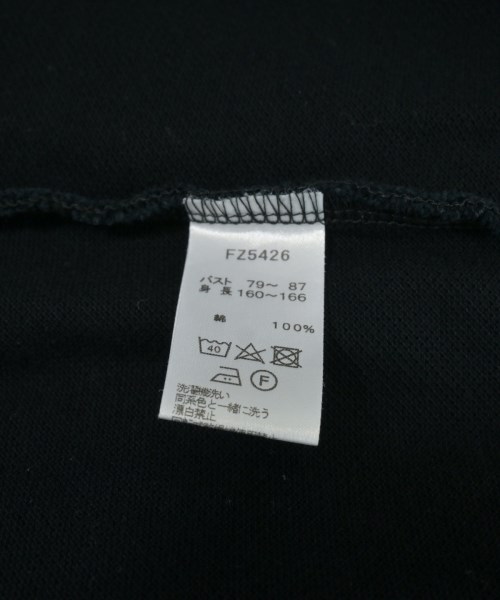 FZ5426
バスト 79～ 87
身 長 160～166
綿 100%
40
F
洗濯機洗い
同系色と一緒に洗う
漂白禁止